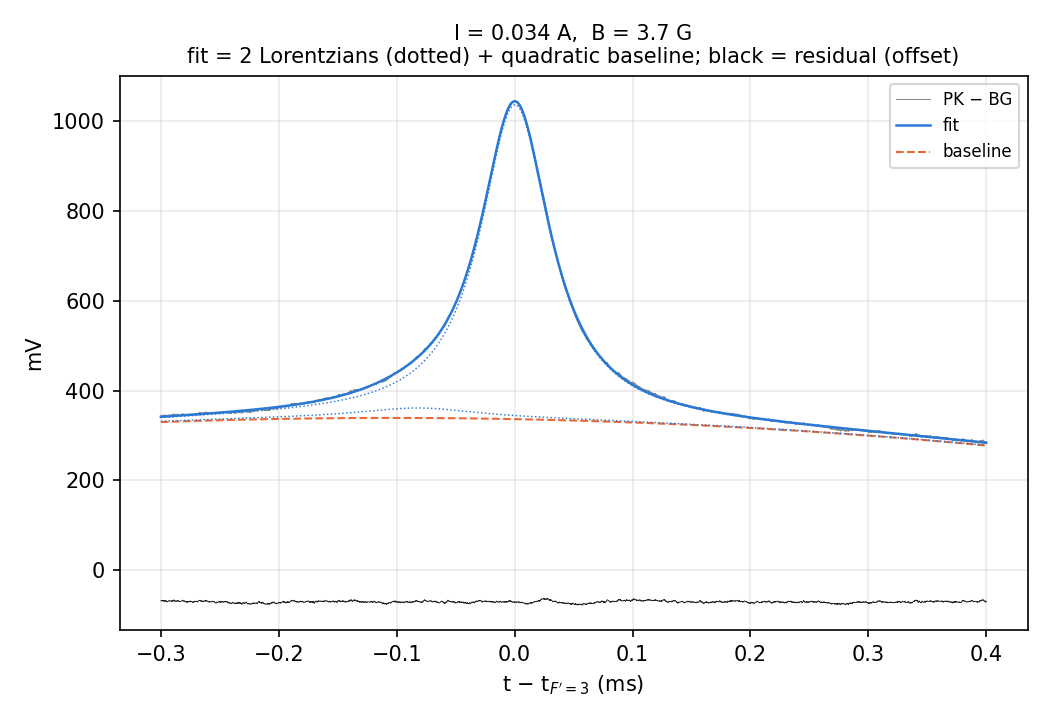 I = 0.034 A,  B = 3.7 G
fit = 2 Lorentzians (dotted) + quadratic baseline; black = residual (offset)
PK − BG
fit
baseline
1000
800
600
400
200
0
mV
−0.3
−0.2
−0.1
0.0
0.1
0.2
0.3
0.4
t − t_{F′=3} (ms)